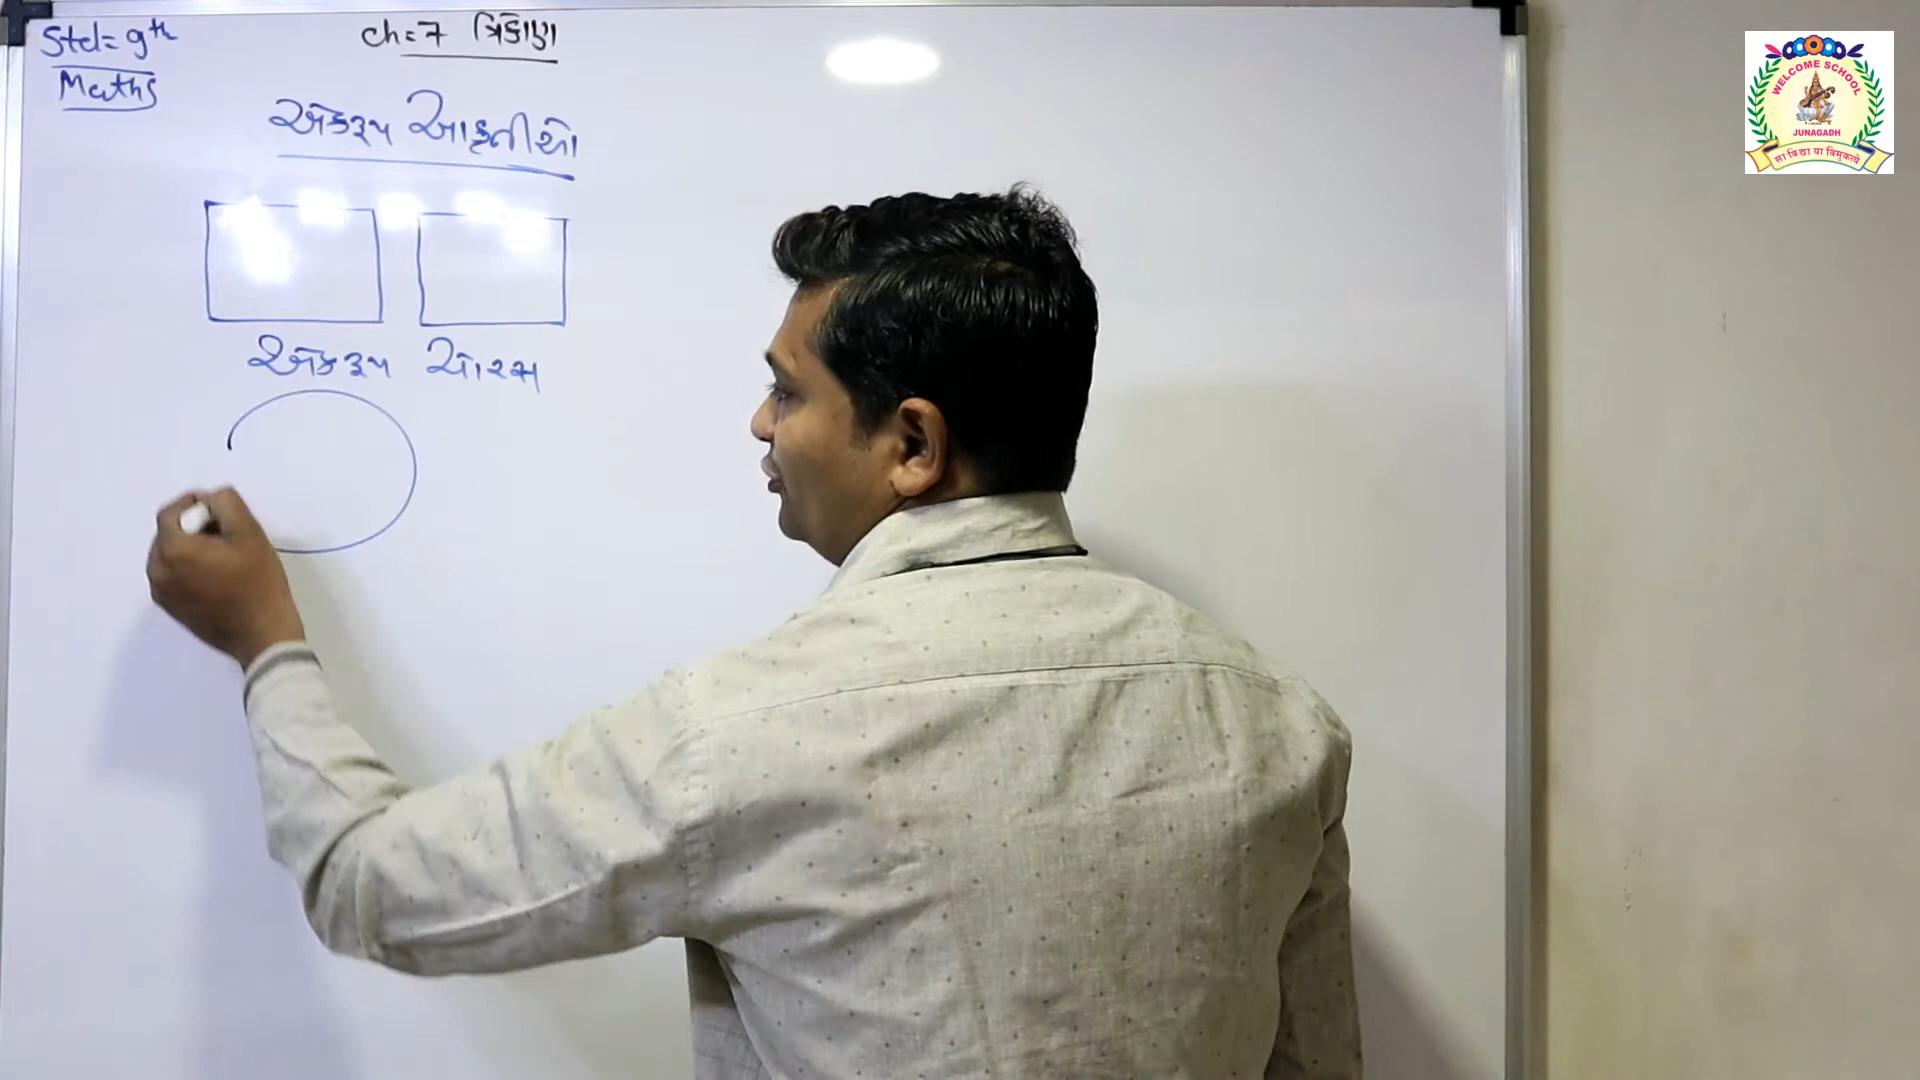 Std = 9th
Maths
ch = 7 ત્રિકોણ
એકરૂપ આકૃતીઓ
એકરૂપ ચોરસ
WELCOME SCHOOL
JUNAGADH
सा विद्या या विमुक्तये